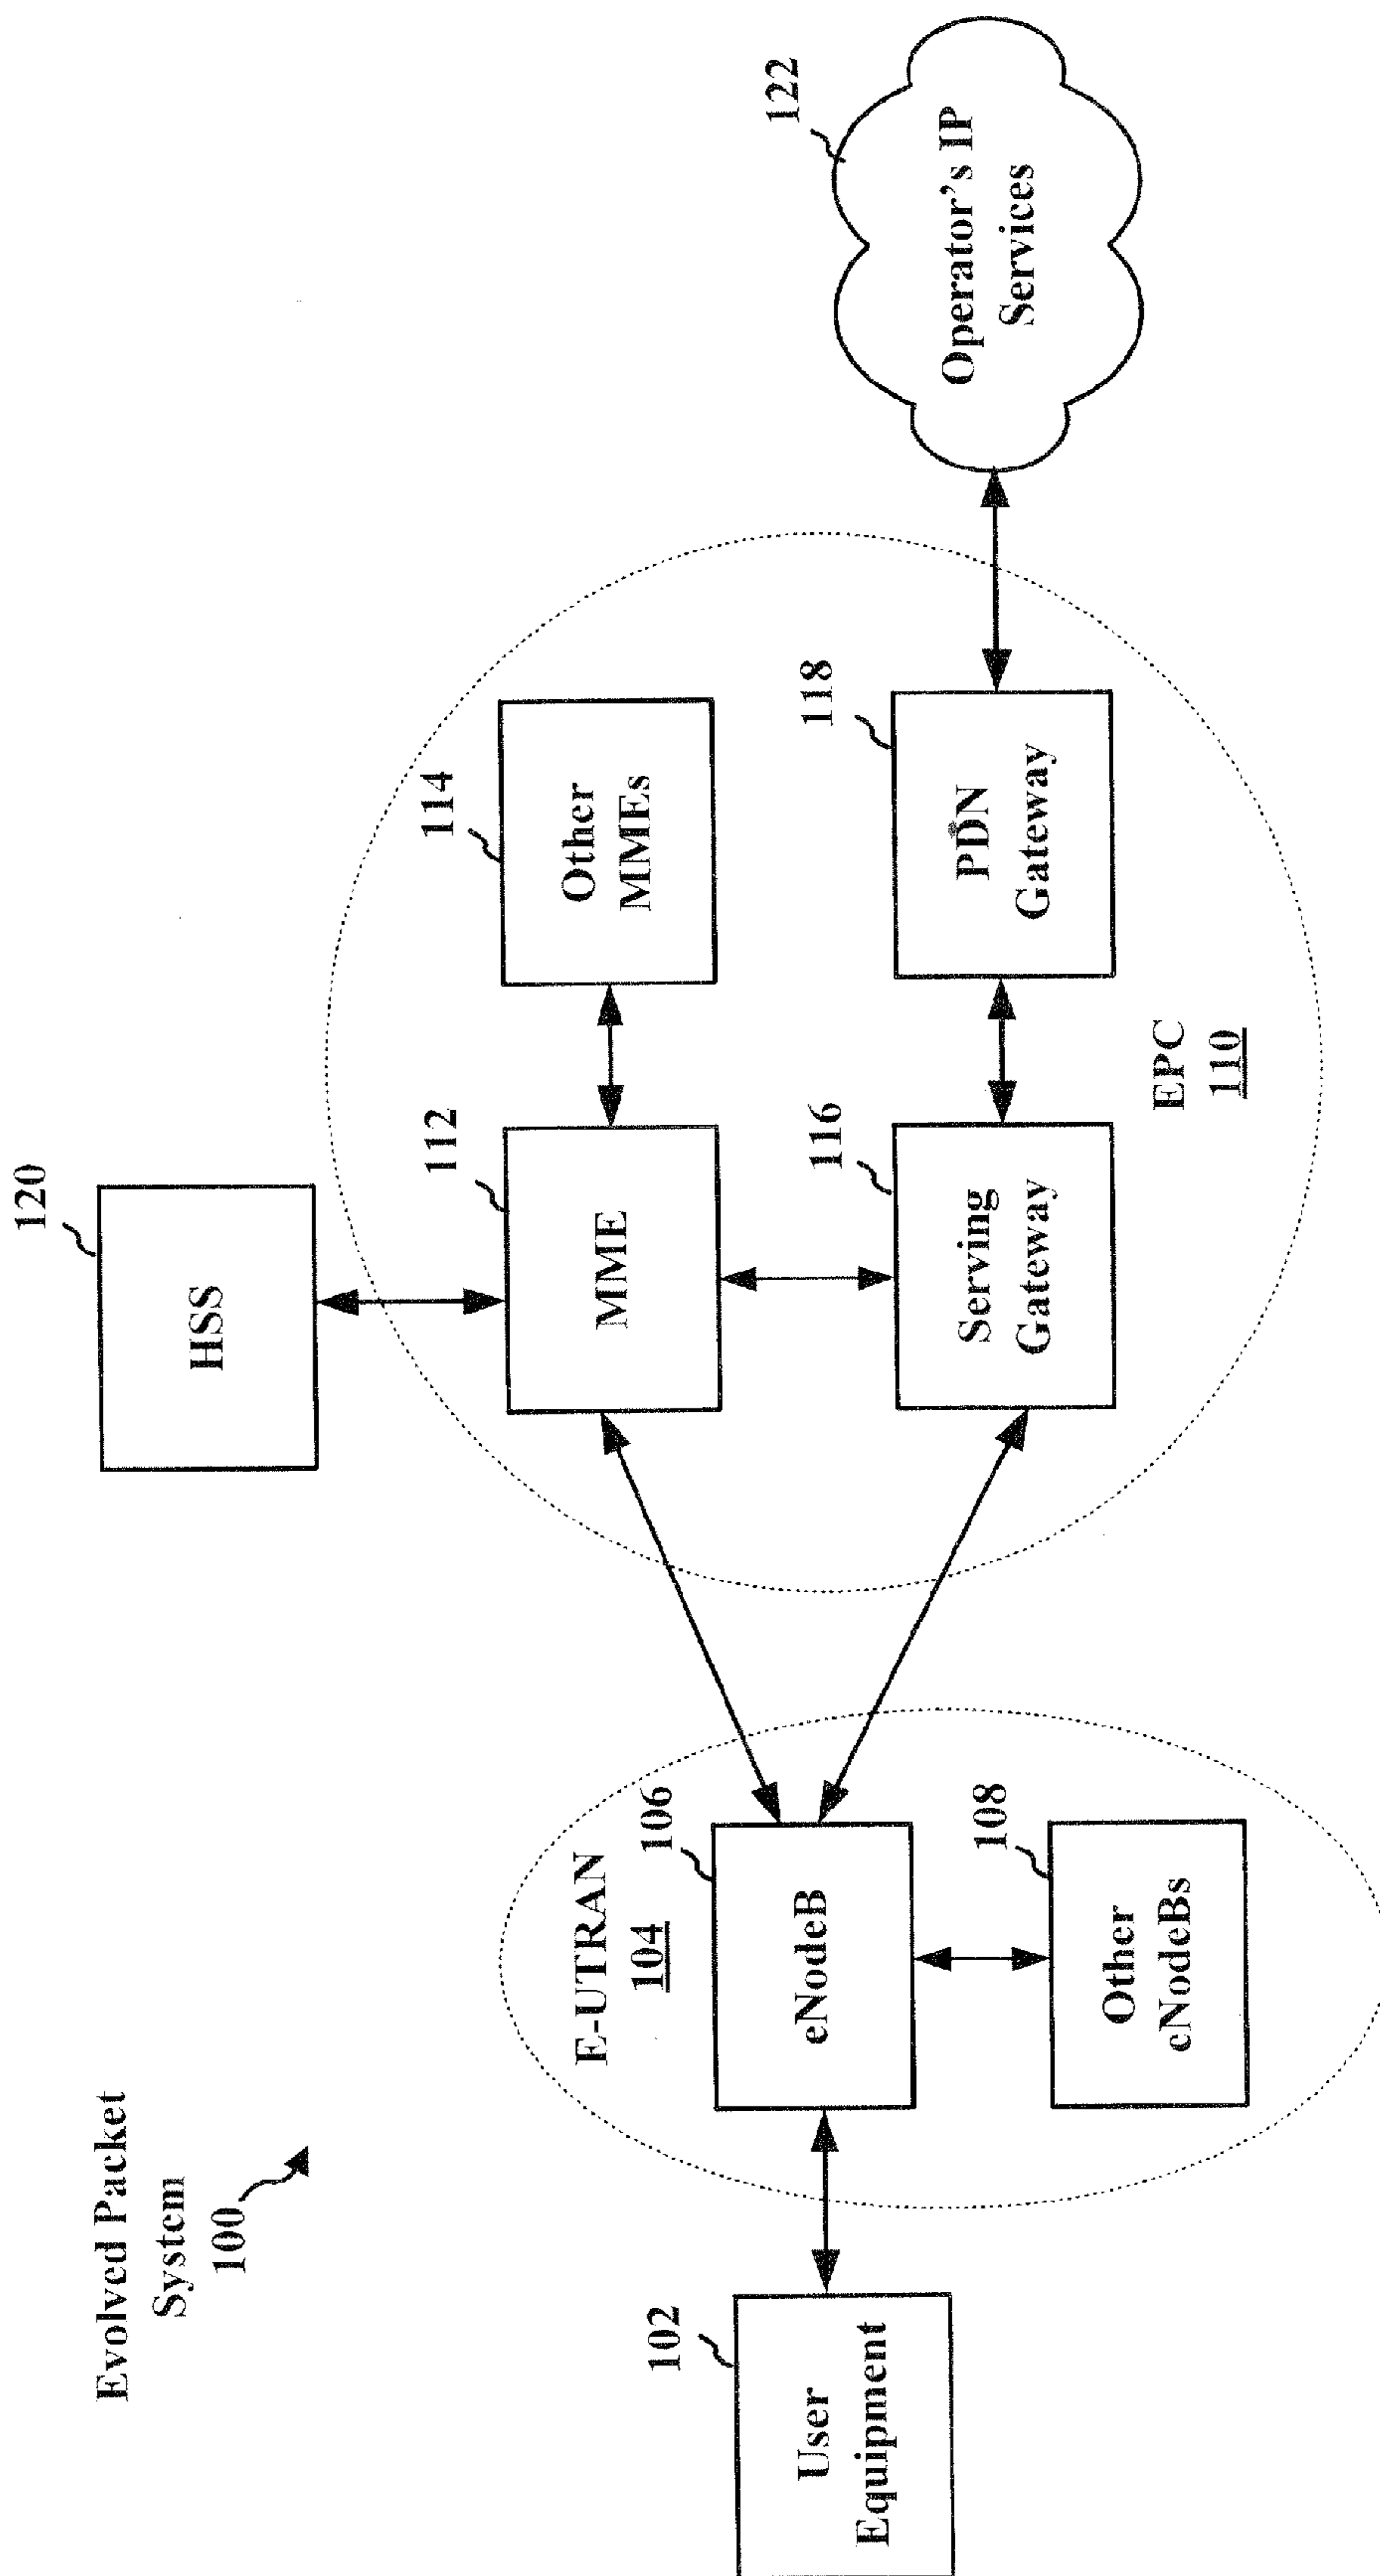 Evolved Packet
System
100
120
HSS
E-UTRAN
104
102
User
Equipment
106
eNodeB
108
Other
eNodeBs
112
MME
114
Other
MMEs
116
Serving
Gateway
118
PDN
Gateway
EPC
110
122
Operator's IP
Services